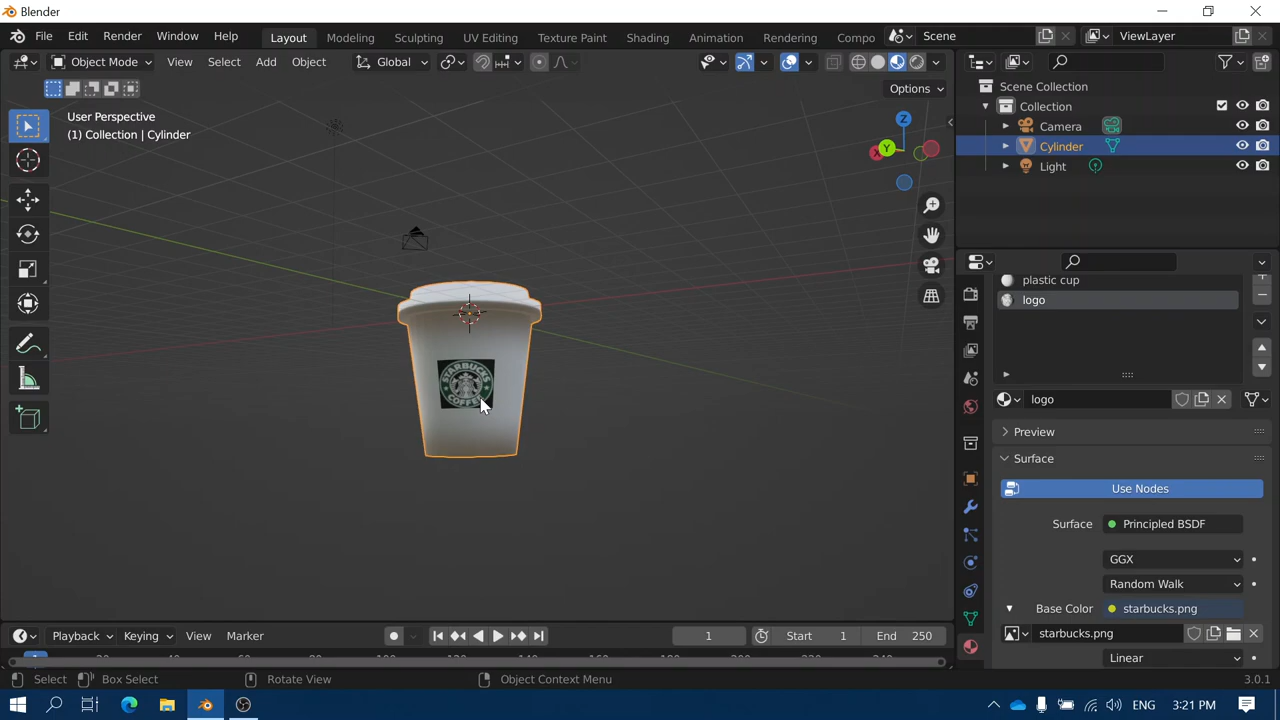 Blender
File Edit Render Window Help Layout Modeling Sculpting UV Editing Texture Paint Shading Animation Rendering Compo Scene ViewLayer
Object Mode View Select Add Object Global
Options
User Perspective
(1) Collection | Cylinder
Z
Y
X
Scene Collection
Collection
Camera
Cylinder
Light
STARBUCKS
COFFEE
plastic cup
logo
logo
Preview
Surface
Use Nodes
Surface Principled BSDF
GGX
Random Walk
Base Color starbucks.png
starbucks.png
Linear
Playback Keying View Marker 1 Start 1 End 250
Select Box Select Rotate View Object Context Menu 3.0.1
ENG 3:21 PM